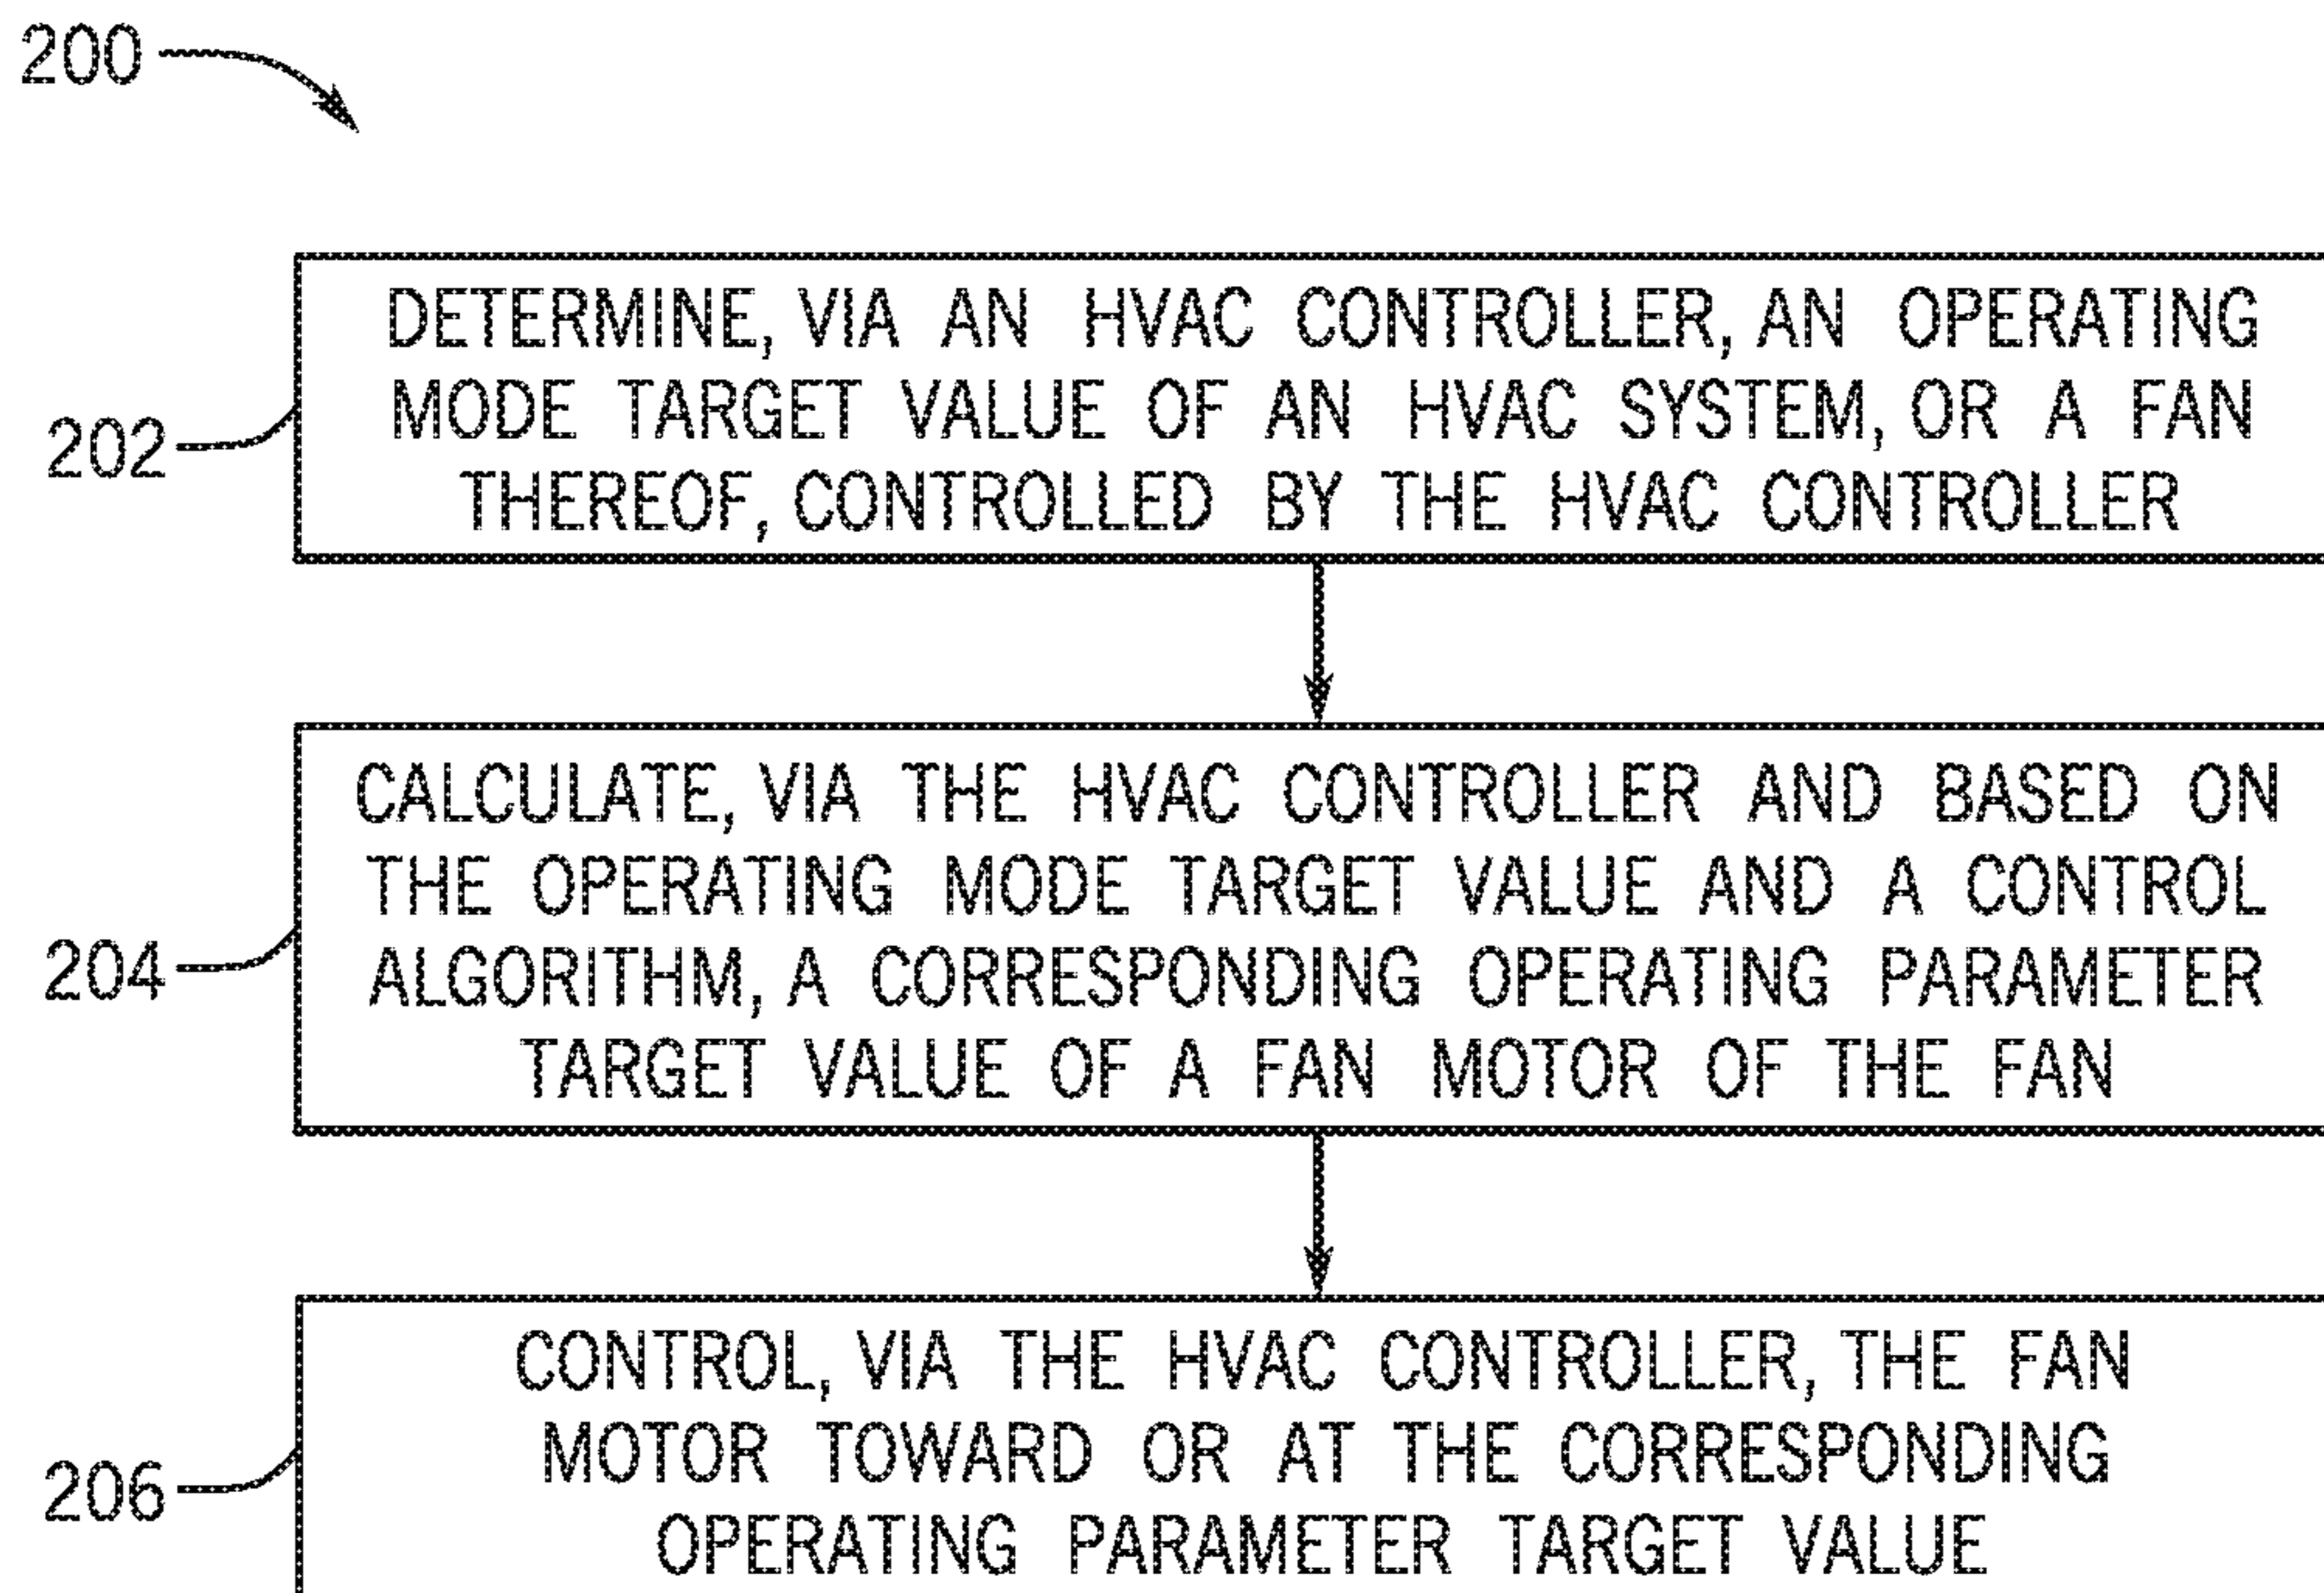 200
DETERMINE, VIA AN HVAC CONTROLLER, AN OPERATING
MODE TARGET VALUE OF AN HVAC SYSTEM, OR A FAN
THEREOF, CONTROLLED BY THE HVAC CONTROLLER
202
CALCULATE, VIA THE HVAC CONTROLLER AND BASED ON
THE OPERATING MODE TARGET VALUE AND A CONTROL
ALGORITHM, A CORRESPONDING OPERATING PARAMETER
TARGET VALUE OF A FAN MOTOR OF THE FAN
204
CONTROL, VIA THE HVAC CONTROLLER, THE FAN
MOTOR TOWARD OR AT THE CORRESPONDING
OPERATING PARAMETER TARGET VALUE
206